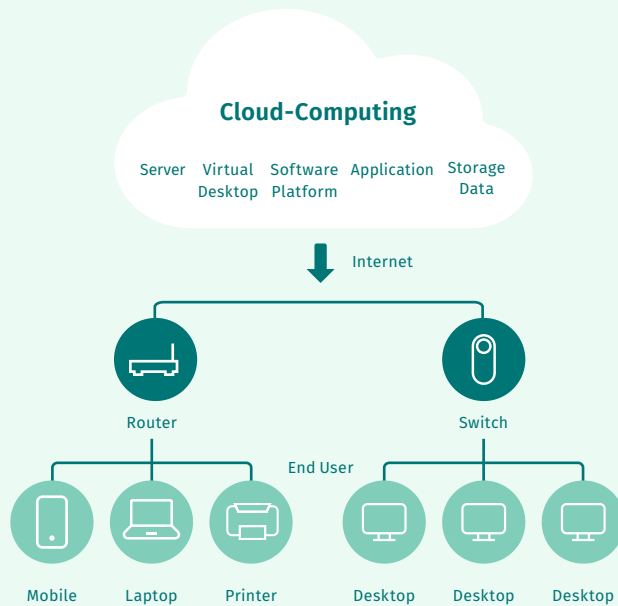 Cloud-Computing
Server Virtual Desktop Software Platform Application Storage Data
Internet
Router Switch
End User
Mobile Laptop Printer Desktop Desktop Desktop